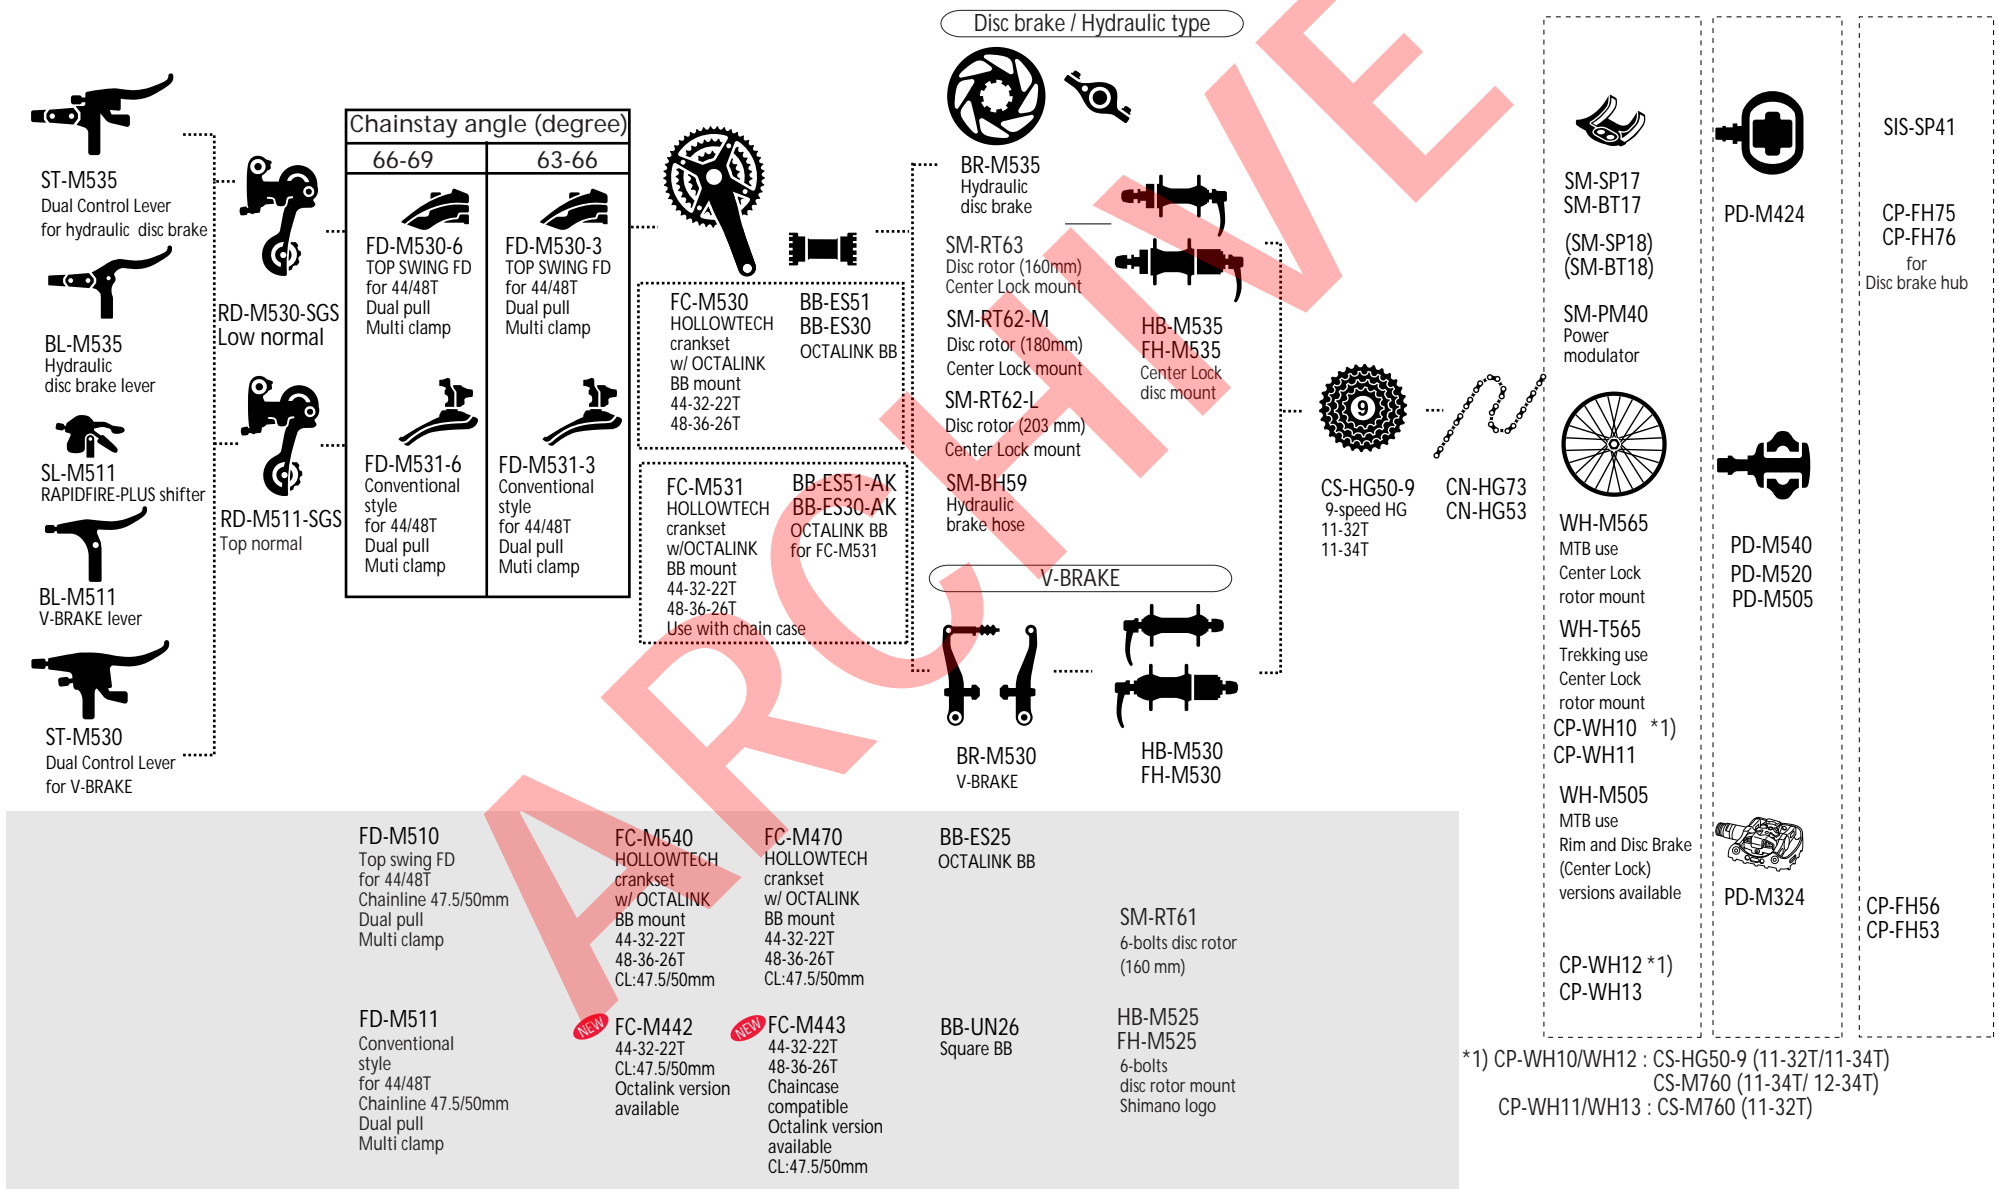 Disc brake / Hydraulic type
ST-M535
Dual Control Lever
for hydraulic disc brake
BL-M535
Hydraulic
disc brake lever
SL-M511
RAPIDFIRE-PLUS shifter
BL-M511
V-BRAKE lever
ST-M530
Dual Control Lever
for V-BRAKE
RD-M530-SGS
Low normal
RD-M511-SGS
Top normal
Chainstay angle (degree)
66-69
63-66
FD-M530-6
TOP SWING FD
for 44/48T
Dual pull
Multi clamp
FD-M530-3
TOP SWING FD
for 44/48T
Dual pull
Multi clamp
FD-M531-6
Conventional
style
for 44/48T
Dual pull
Muti clamp
FD-M531-3
Conventional
style
for 44/48T
Dual pull
Muti clamp
FC-M530
HOLLOWTECH
crankset
w/ OCTALINK
BB mount
44-32-22T
48-36-26T
BB-ES51
BB-ES30
OCTALINK BB
FC-M531
HOLLOWTECH
crankset
w/OCTALINK
BB mount
44-32-22T
48-36-26T
Use with chain case
BB-ES51-AK
BB-ES30-AK
OCTALINK BB
for FC-M531
BR-M535
Hydraulic
disc brake
SM-RT63
Disc rotor (160mm)
Center Lock mount
SM-RT62-M
Disc rotor (180mm)
Center Lock mount
SM-RT62-L
Disc rotor (203 mm)
Center Lock mount
SM-BH59
Hydraulic
brake hose
HB-M535
FH-M535
Center Lock
disc mount
V-BRAKE
BR-M530
V-BRAKE
HB-M530
FH-M530
9
CS-HG50-9
9-speed HG
11-32T
11-34T
CN-HG73
CN-HG53
SM-SP17
SM-BT17
(SM-SP18)
(SM-BT18)
SM-PM40
Power
modulator
WH-M565
MTB use
Center Lock
rotor mount
WH-T565
Trekking use
Center Lock
rotor mount
CP-WH10 *1)
CP-WH11
WH-M505
MTB use
Rim and Disc Brake
(Center Lock)
versions available
CP-WH12 *1)
CP-WH13
PD-M424
PD-M540
PD-M520
PD-M505
PD-M324
SIS-SP41
CP-FH75
CP-FH76
for
Disc brake hub
CP-FH56
CP-FH53
FD-M510
Top swing FD
for 44/48T
Chainline 47.5/50mm
Dual pull
Multi clamp
FD-M511
Conventional
style
for 44/48T
Chainline 47.5/50mm
Dual pull
Multi clamp
FC-M540
HOLLOWTECH
crankset
w/ OCTALINK
BB mount
44-32-22T
48-36-26T
CL:47.5/50mm
NEW
FC-M442
44-32-22T
CL:47.5/50mm
Octalink version
available
FC-M470
HOLLOWTECH
crankset
w/ OCTALINK
BB mount
44-32-22T
48-36-26T
CL:47.5/50mm
NEW
FC-M443
44-32-22T
48-36-26T
Chaincase
compatible
Octalink version
available
CL:47.5/50mm
BB-ES25
OCTALINK BB
BB-UN26
Square BB
SM-RT61
6-bolts disc rotor
(160 mm)
HB-M525
FH-M525
6-bolts
disc rotor mount
Shimano logo
*1) CP-WH10/WH12 : CS-HG50-9 (11-32T/11-34T)
CS-M760 (11-34T/ 12-34T)
CP-WH11/WH13 : CS-M760 (11-32T)
ARCHIVE